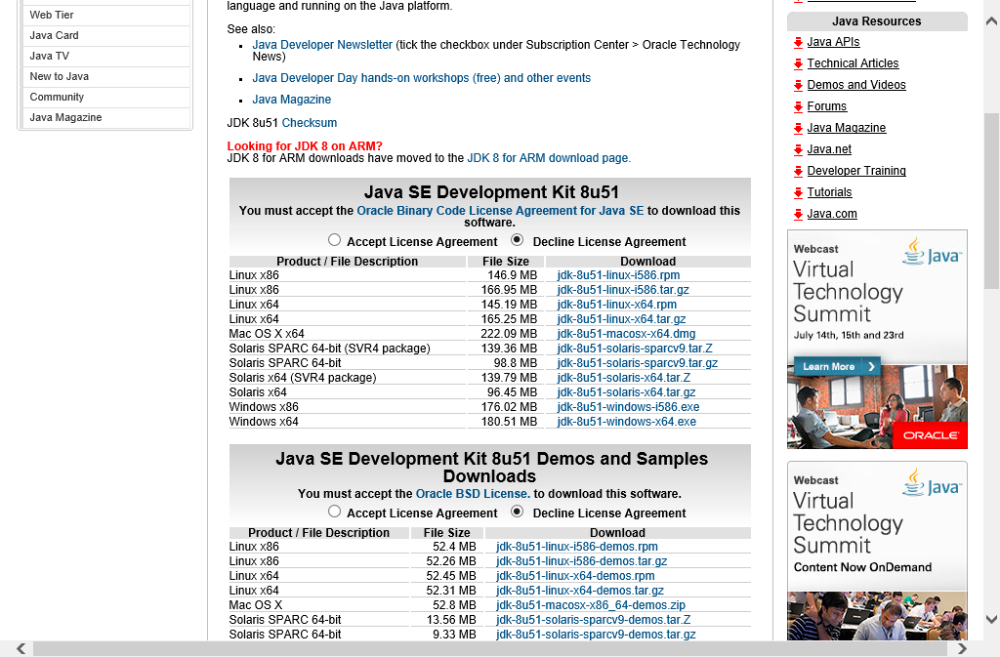 Web Tier
Java Card
Java TV
New to Java
Community
Java Magazine
language and running on the Java platform.
See also:
Java Developer Newsletter (tick the checkbox under Subscription Center > Oracle Technology
News)
Java Developer Day hands-on workshops (free) and other events
Java Magazine
JDK 8u51 Checksum
Looking for JDK 8 on ARM?
JDK 8 for ARM downloads have moved to the JDK 8 for ARM download page.
Java SE Development Kit 8u51
You must accept the Oracle Binary Code License Agreement for Java SE to download this
software.
Accept License Agreement Decline License Agreement
Product / File Description File Size Download
Linux x86 146.9 MB jdk-8u51-linux-i586.rpm
Linux x86 166.95 MB jdk-8u51-linux-i586.tar.gz
Linux x64 145.19 MB jdk-8u51-linux-x64.rpm
Linux x64 165.25 MB jdk-8u51-linux-x64.tar.gz
Mac OS X x64 222.09 MB jdk-8u51-macosx-x64.dmg
Solaris SPARC 64-bit (SVR4 package) 139.36 MB jdk-8u51-solaris-sparcv9.tar.Z
Solaris SPARC 64-bit 98.8 MB jdk-8u51-solaris-sparcv9.tar.gz
Solaris x64 (SVR4 package) 139.79 MB jdk-8u51-solaris-x64.tar.Z
Solaris x64 96.45 MB jdk-8u51-solaris-x64.tar.gz
Windows x86 176.02 MB jdk-8u51-windows-i586.exe
Windows x64 180.51 MB jdk-8u51-windows-x64.exe
Java SE Development Kit 8u51 Demos and Samples
Downloads
You must accept the Oracle BSD License. to download this software.
Accept License Agreement Decline License Agreement
Product / File Description File Size Download
Linux x86 52.4 MB jdk-8u51-linux-i586-demos.rpm
Linux x86 52.26 MB jdk-8u51-linux-i586-demos.tar.gz
Linux x64 52.45 MB jdk-8u51-linux-x64-demos.rpm
Linux x64 52.31 MB jdk-8u51-linux-x64-demos.tar.gz
Mac OS X 52.8 MB jdk-8u51-macosx-x86_64-demos.zip
Solaris SPARC 64-bit 13.56 MB jdk-8u51-solaris-sparcv9-demos.tar.Z
Solaris SPARC 64-bit 9.33 MB jdk-8u51-solaris-sparcv9-demos.tar.gz
Java Resources
Java APIs
Technical Articles
Demos and Videos
Forums
Java Magazine
Java.net
Developer Training
Tutorials
Java.com
Webcast
Java
Virtual
Technology
Summit
July 14th, 15th and 23rd
Learn More
ORACLE
Webcast
Java
Virtual
Technology
Summit
Content Now OnDemand